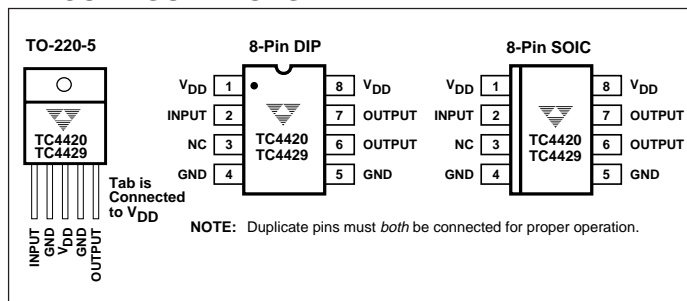 TO-220-5
TC4420
TC4429
Tab is
Connected
to VDD
INPUT
GND
VDD
GND
OUTPUT
8-Pin DIP
VDD 1 8 VDD
INPUT 2 7 OUTPUT
NC 3 6 OUTPUT
GND 4 5 GND
TC4420
TC4429
8-Pin SOIC
VDD 1 8 VDD
INPUT 2 7 OUTPUT
NC 3 6 OUTPUT
GND 4 5 GND
TC4420
TC4429
NOTE: Duplicate pins must both be connected for proper operation.